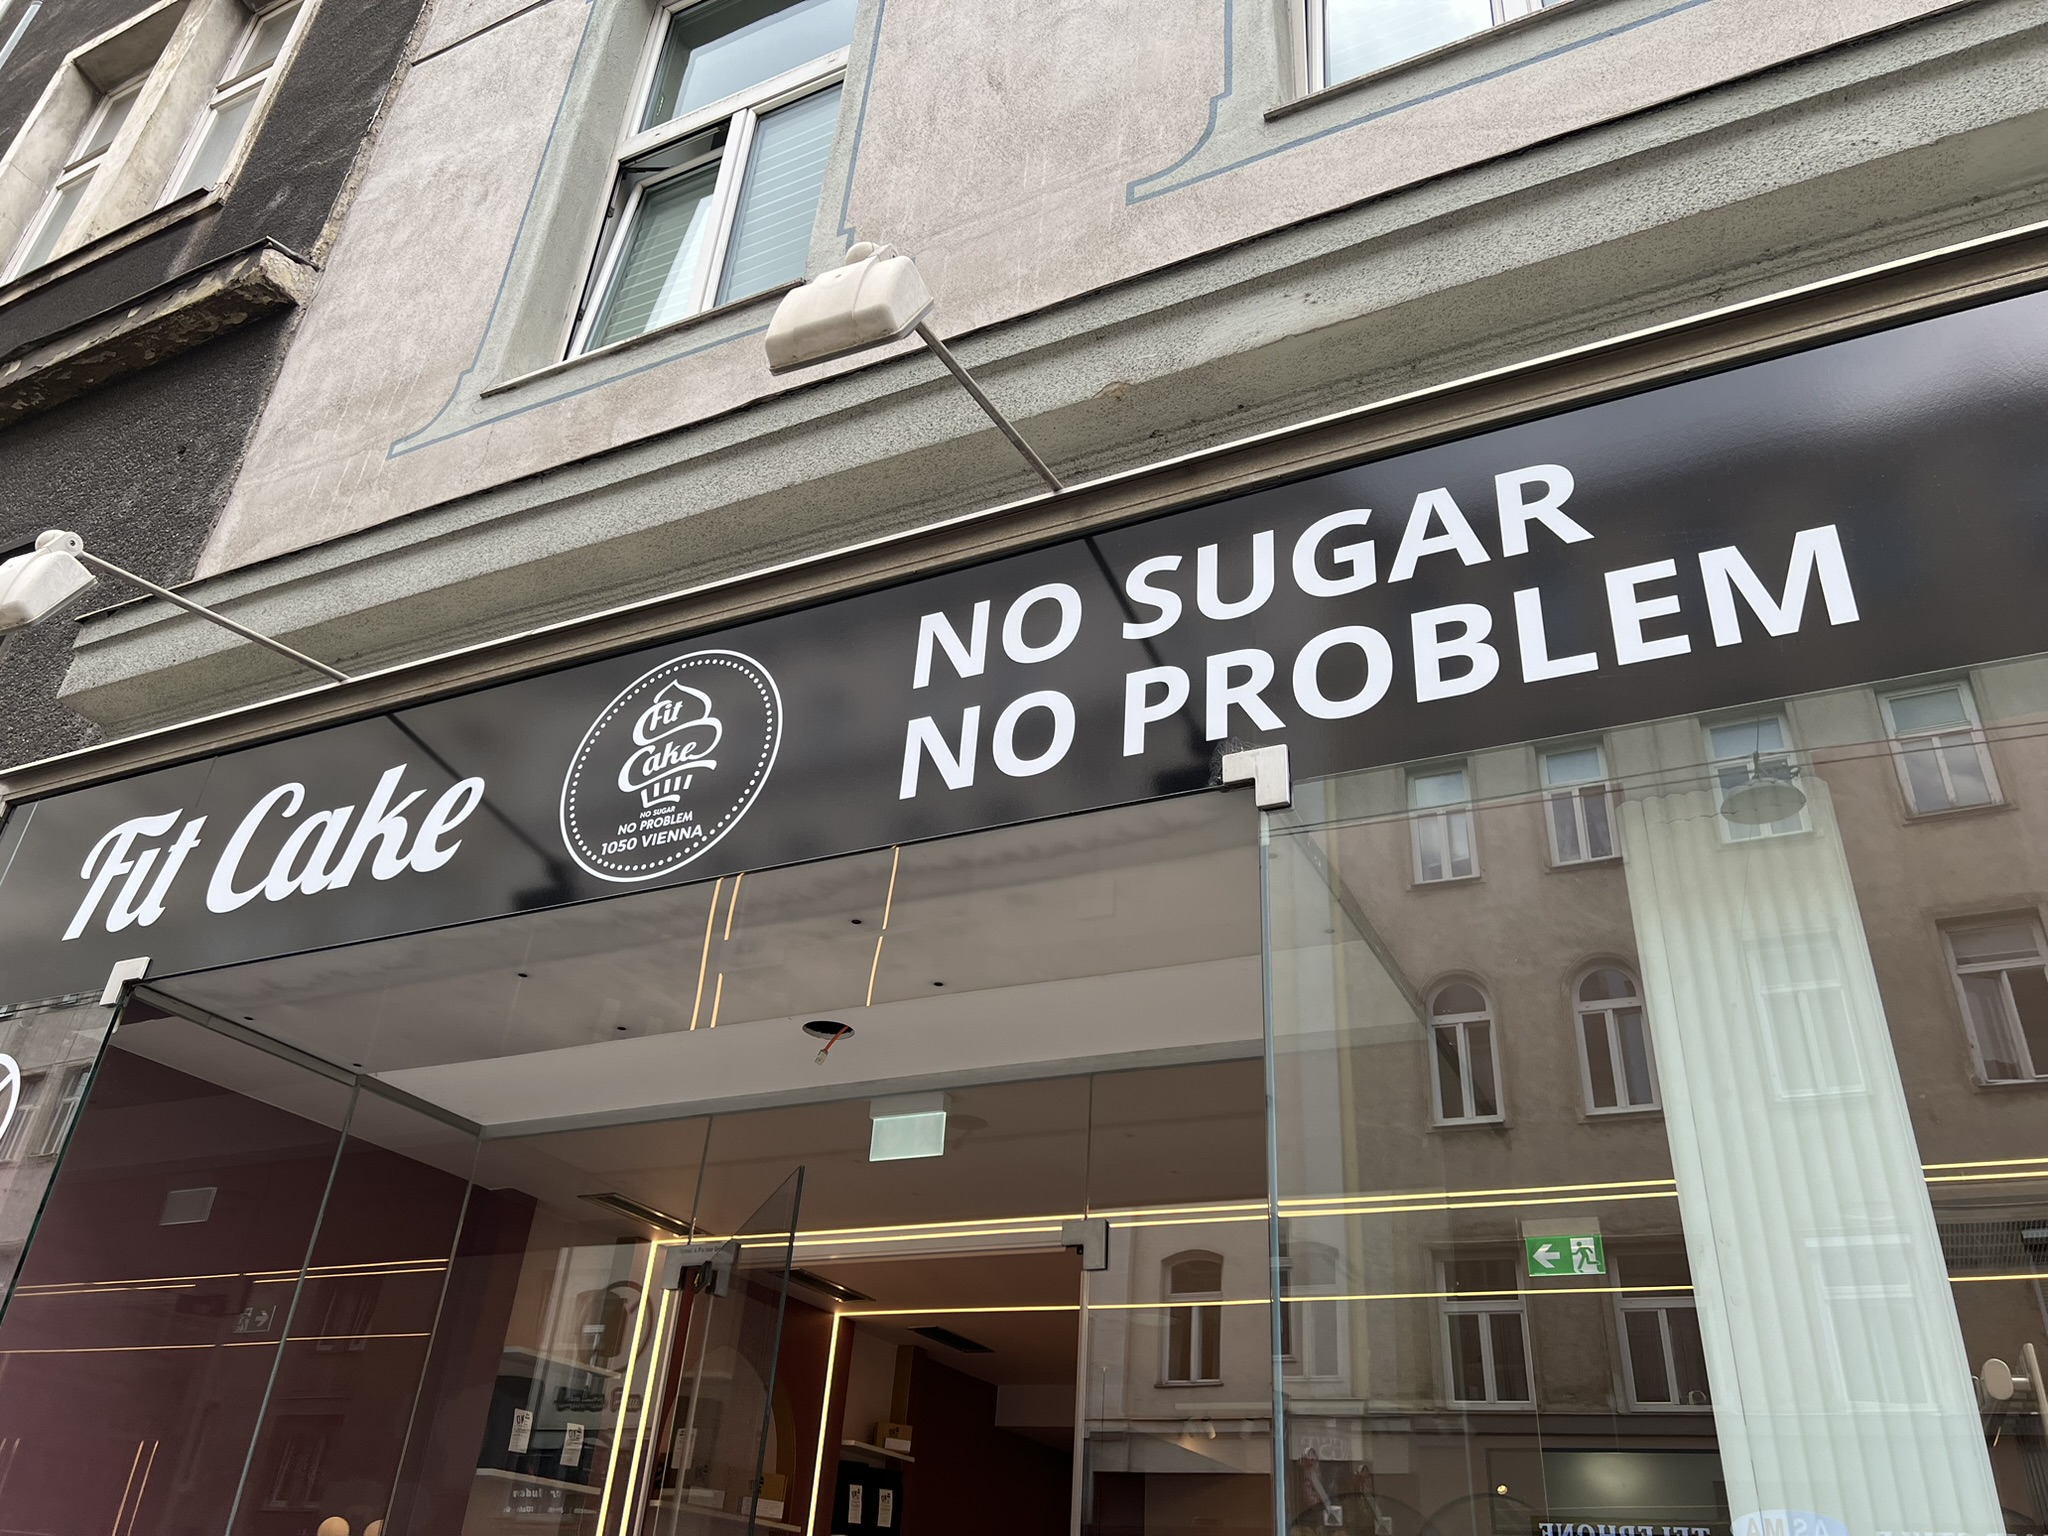 Fit Cake
Fit
Cake
NO SUGAR
NO PROBLEM
1050 VIENNA
NO SUGAR
NO PROBLEM